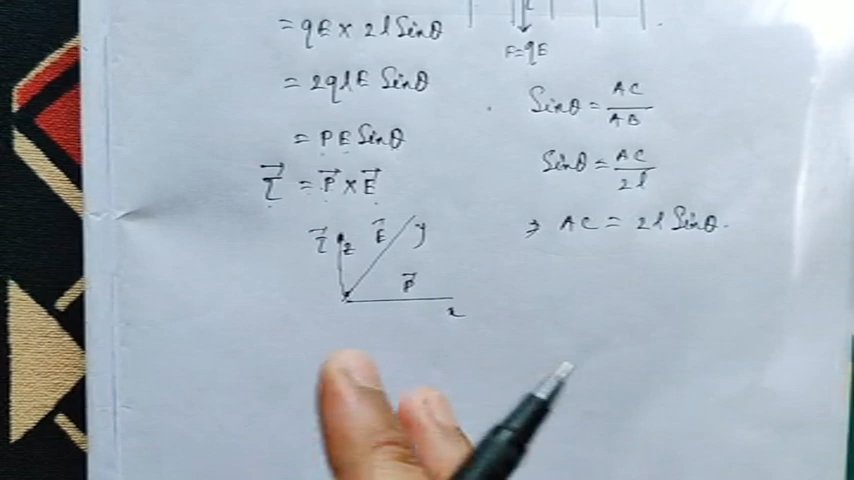 = qE × 2l Sinθ
= 2qlE Sinθ
= PE Sinθ
τ⃗ = P⃗ × E⃗
τ⃗ z E⃗ y
P⃗
x
F=qE
Sinθ = AC/AB
Sinθ = AC/2l
⇒ AC = 2l Sinθ.